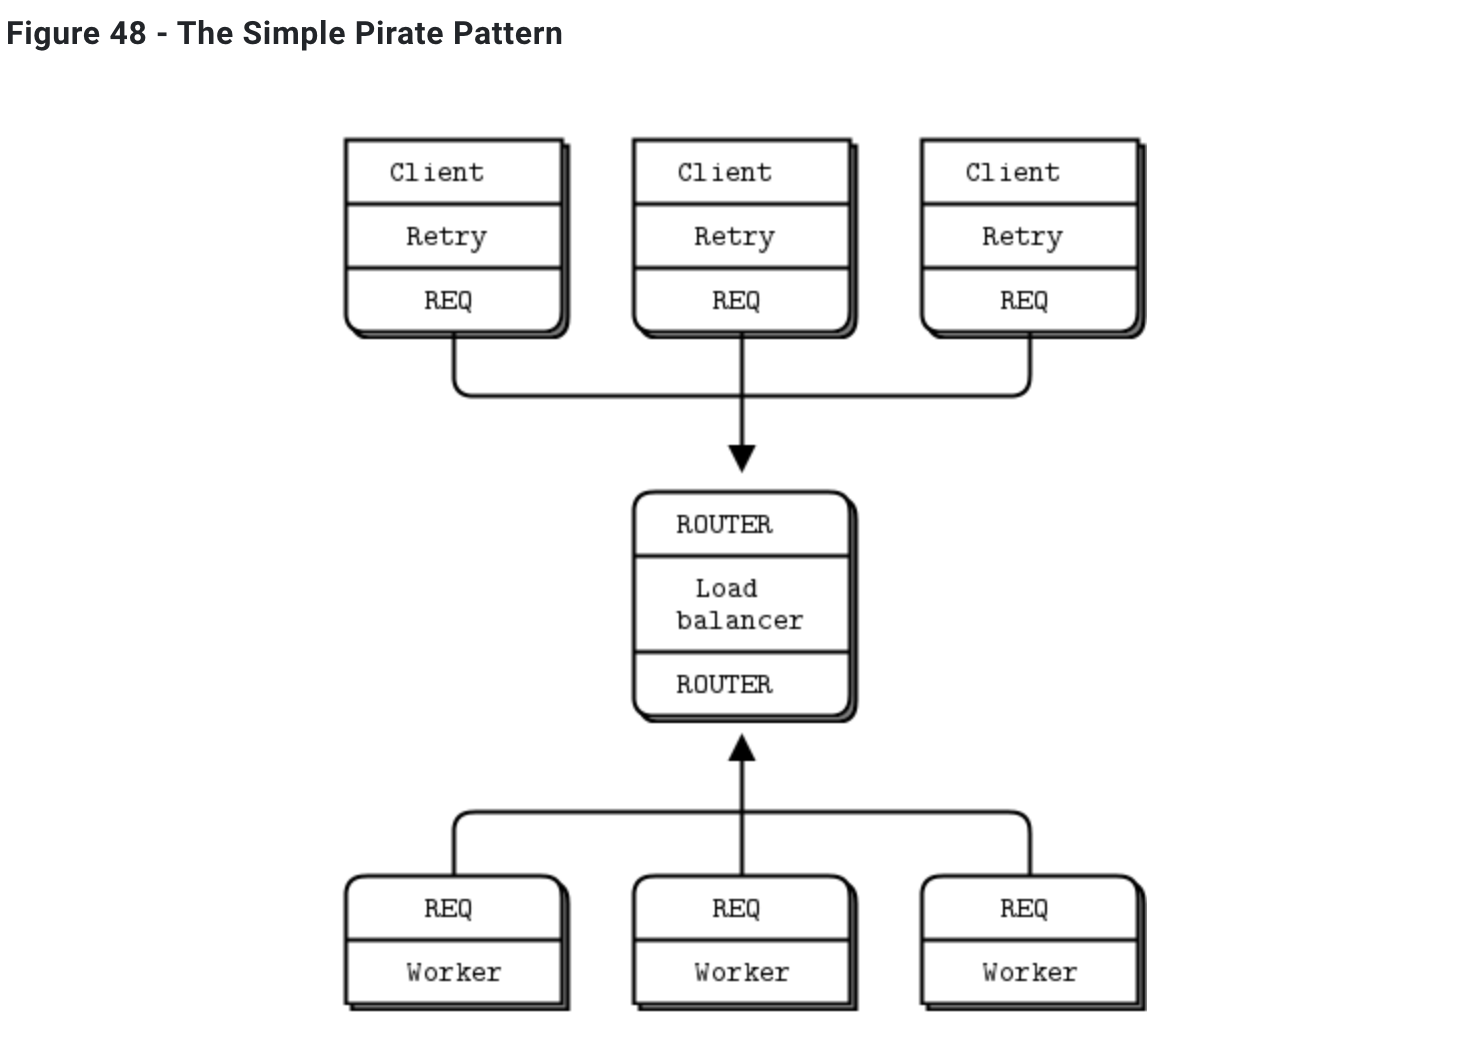 Figure 48 - The Simple Pirate Pattern
Client
Client
Client
Retry
Retry
Retry
REQ
REQ
REQ
ROUTER
Load
balancer
ROUTER
REQ
REQ
REQ
Worker
Worker
Worker